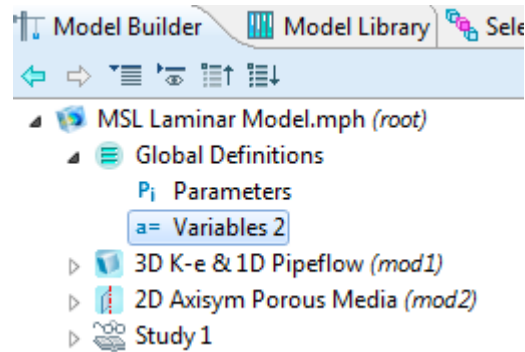 Model Builder Model Library Sele
MSL Laminar Model.mph (root)
Global Definitions
Pi Parameters
a= Variables 2
3D K-e & 1D Pipeflow (mod1)
2D Axisym Porous Media (mod2)
Study 1